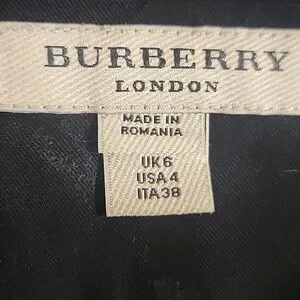 BURBERRY
LONDON
MADE IN
ROMANIA
UK6
USA4
ITA38